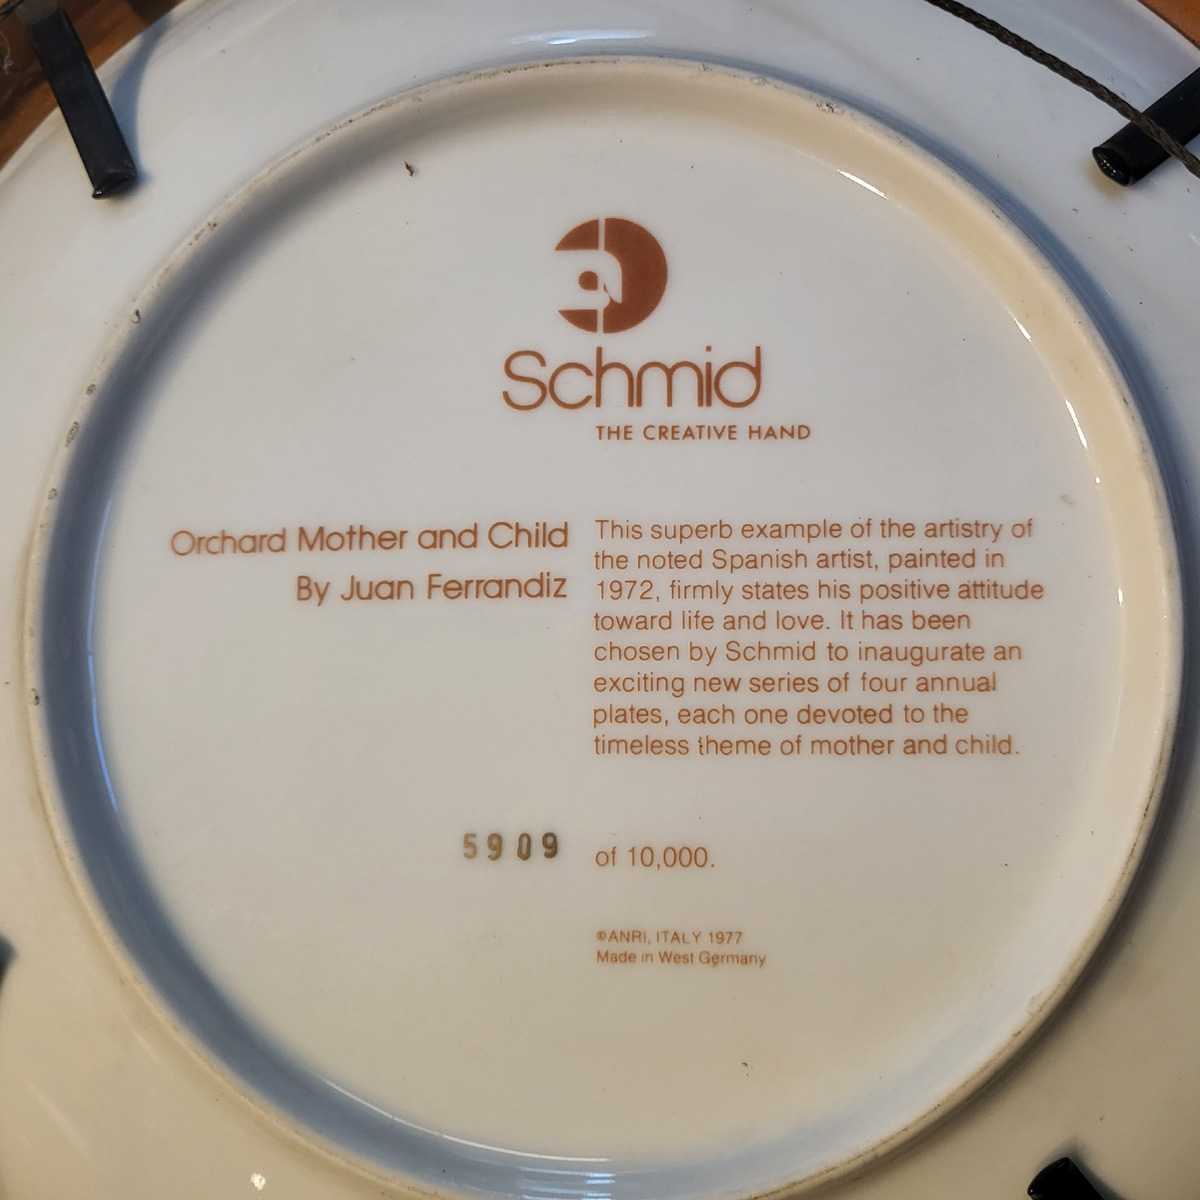 Schmid
THE CREATIVE HAND
Orchard Mother and Child
By Juan Ferrandiz
This superb example of the artistry of
the noted Spanish artist, painted in
1972, firmly states his positive attitude
toward life and love. It has been
chosen by Schmid to inaugurate an
exciting new series of four annual
plates, each one devoted to the
timeless theme of mother and child.
5909 of 10,000.
©ANRI, ITALY 1977
Made in West Germany